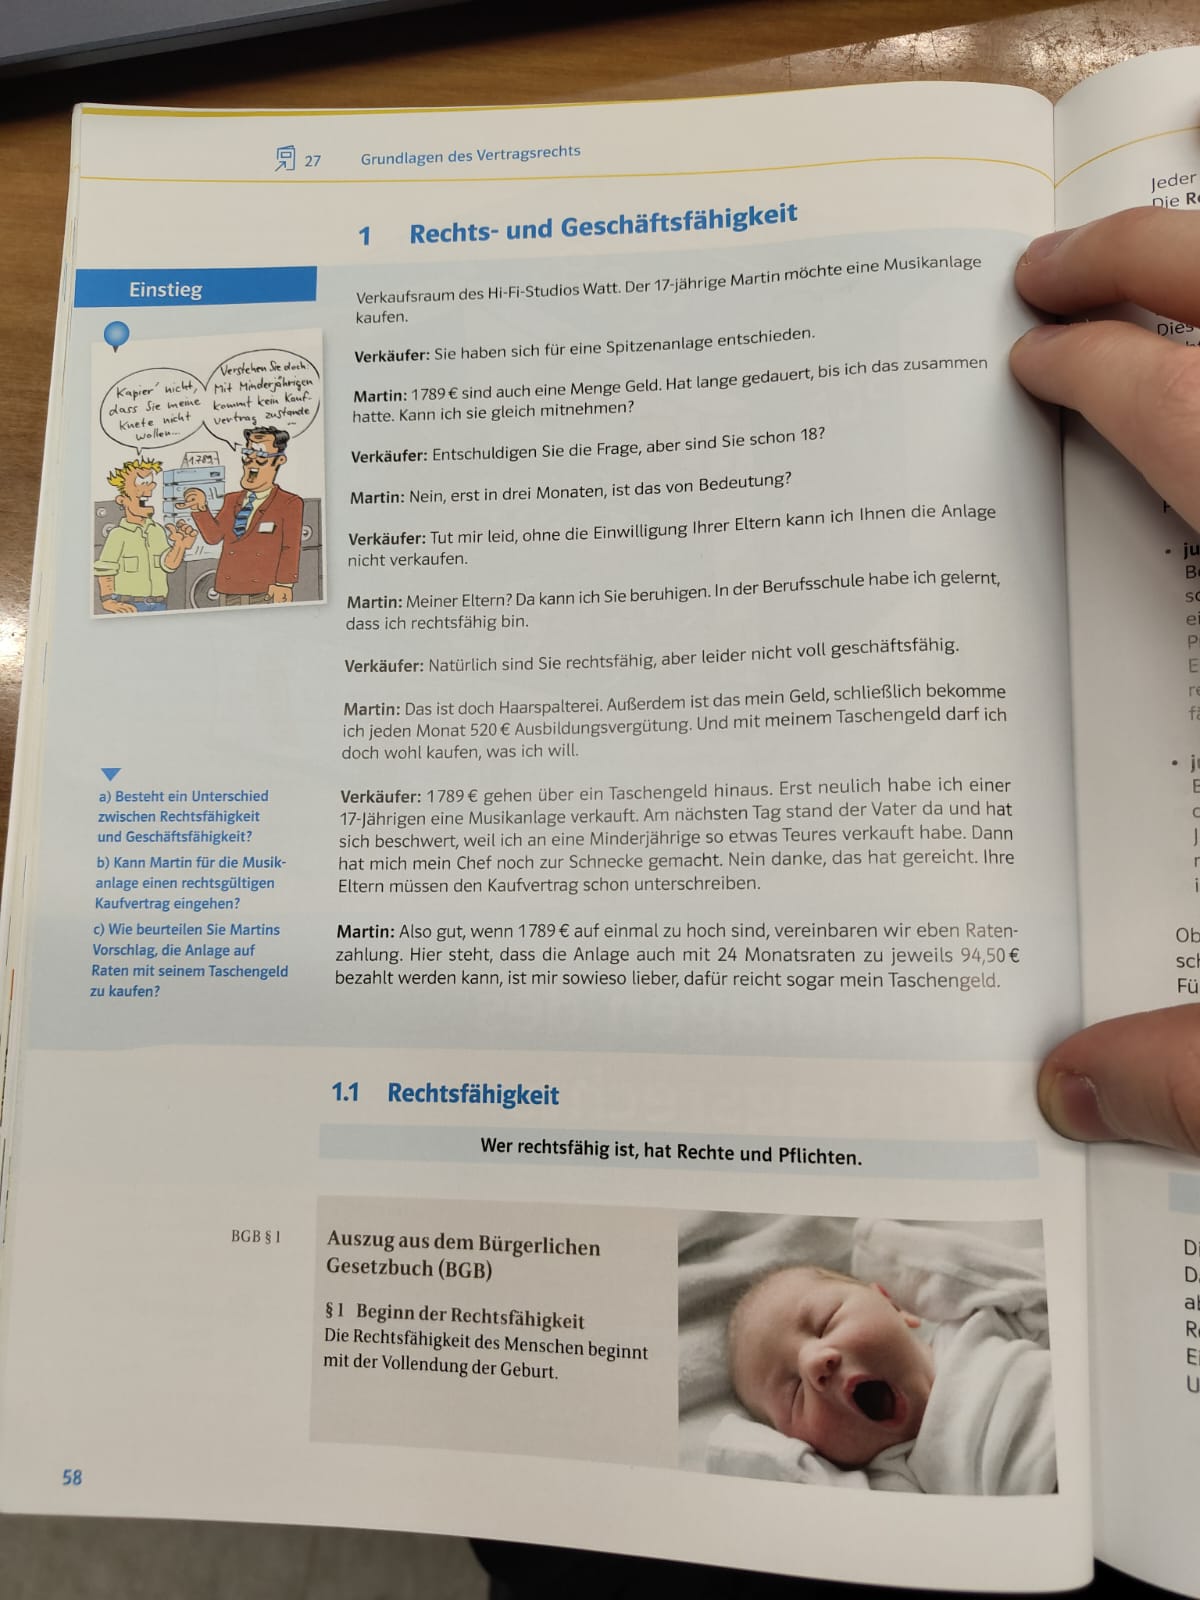 27 Grundlagen des Vertragsrechts
1 Rechts- und Geschäftsfähigkeit
Einstieg
Kapier' nicht,
dass Sie meine
Knete nicht
wollen...
Verstehen Sie doch!
Mit Minderjährigen
kommt kein Kauf-
vertrag zustande
...
1789,-
Verkaufsraum des Hi-Fi-Studios Watt. Der 17-jährige Martin möchte eine Musikanlage
kaufen.
Verkäufer: Sie haben sich für eine Spitzenanlage entschieden.
Martin: 1789 € sind auch eine Menge Geld. Hat lange gedauert, bis ich das zusammen
hatte. Kann ich sie gleich mitnehmen?
Verkäufer: Entschuldigen Sie die Frage, aber sind Sie schon 18?
Martin: Nein, erst in drei Monaten, ist das von Bedeutung?
Verkäufer: Tut mir leid, ohne die Einwilligung Ihrer Eltern kann ich Ihnen die Anlage
nicht verkaufen.
Martin: Meiner Eltern? Da kann ich Sie beruhigen. In der Berufsschule habe ich gelernt,
dass ich rechtsfähig bin.
Verkäufer: Natürlich sind Sie rechtsfähig, aber leider nicht voll geschäftsfähig.
Martin: Das ist doch Haarspalterei. Außerdem ist das mein Geld, schließlich bekomme
ich jeden Monat 520 € Ausbildungsvergütung. Und mit meinem Taschengeld darf ich
doch wohl kaufen, was ich will.
Verkäufer: 1789 € gehen über ein Taschengeld hinaus. Erst neulich habe ich einer
17-Jährigen eine Musikanlage verkauft. Am nächsten Tag stand der Vater da und hat
sich beschwert, weil ich an eine Minderjährige so etwas Teures verkauft habe. Dann
hat mich mein Chef noch zur Schnecke gemacht. Nein danke, das hat gereicht. Ihre
Eltern müssen den Kaufvertrag schon unterschreiben.
Martin: Also gut, wenn 1789 € auf einmal zu hoch sind, vereinbaren wir eben Raten-
zahlung. Hier steht, dass die Anlage auch mit 24 Monatsraten zu jeweils 94,50 €
bezahlt werden kann, ist mir sowieso lieber, dafür reicht sogar mein Taschengeld.
a) Besteht ein Unterschied
zwischen Rechtsfähigkeit
und Geschäftsfähigkeit?
b) Kann Martin für die Musik-
anlage einen rechtsgültigen
Kaufvertrag eingehen?
c) Wie beurteilen Sie Martins
Vorschlag, die Anlage auf
Raten mit seinem Taschengeld
zu kaufen?
1.1 Rechtsfähigkeit
Wer rechtsfähig ist, hat Rechte und Pflichten.
BGB § 1
Auszug aus dem Bürgerlichen
Gesetzbuch (BGB)
§ 1 Beginn der Rechtsfähigkeit
Die Rechtsfähigkeit des Menschen beginnt
mit der Vollendung der Geburt.
58
Jeder
Die